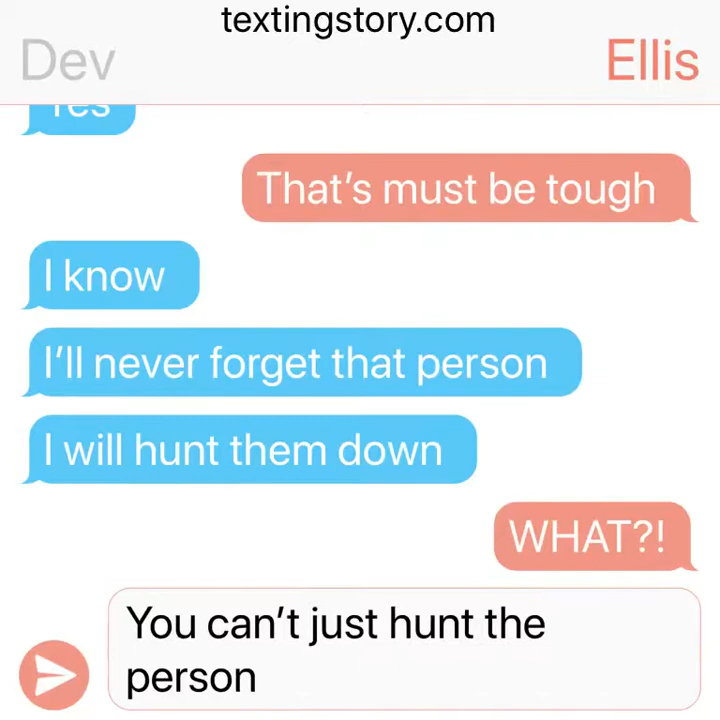 textingstory.com
Dev
Ellis
Yes
That’s must be tough
I know
I’ll never forget that person
I will hunt them down
WHAT?!
You can’t just hunt the
person